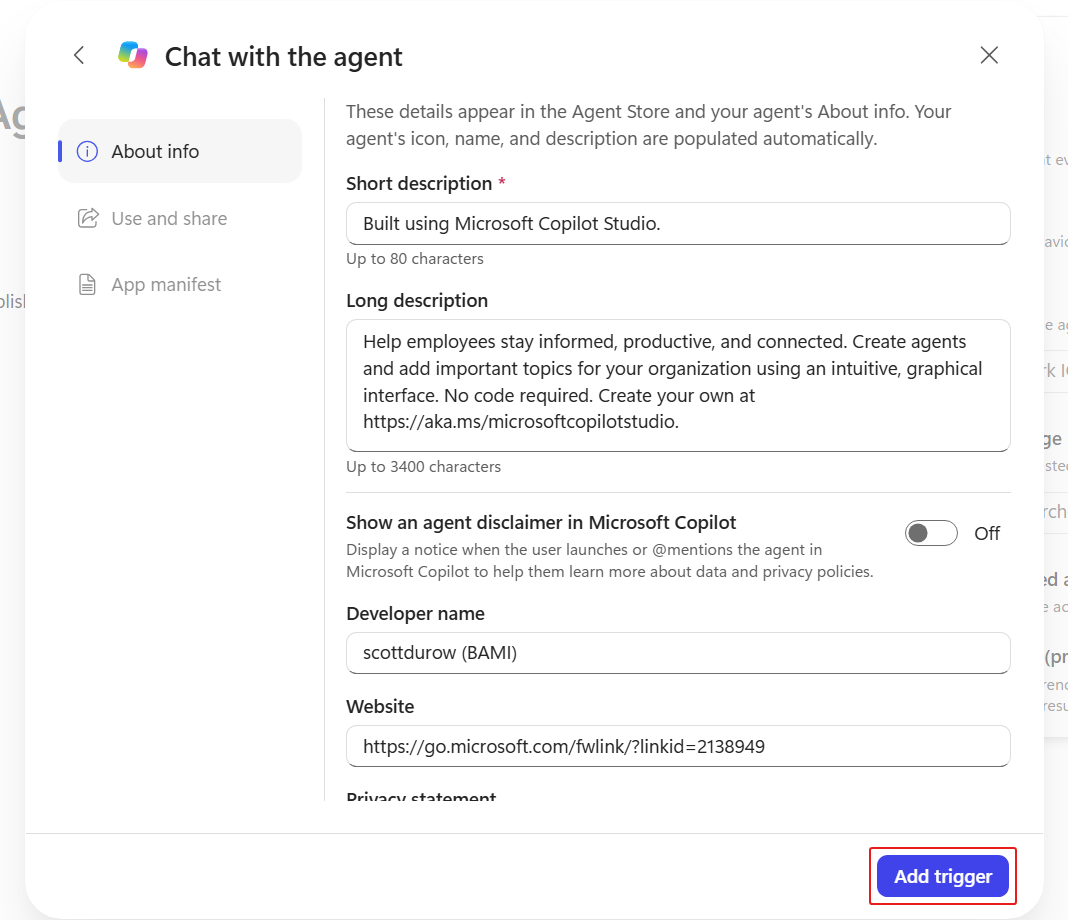 Chat with the agent
About info
Use and share
App manifest
These details appear in the Agent Store and your agent's About info. Your
agent's icon, name, and description are populated automatically.
Short description *
Built using Microsoft Copilot Studio.
Up to 80 characters
Long description
Help employees stay informed, productive, and connected. Create agents
and add important topics for your organization using an intuitive, graphical
interface. No code required. Create your own at
https://aka.ms/microsoftcopilotstudio.
Up to 3400 characters
Show an agent disclaimer in Microsoft Copilot
Off
Display a notice when the user launches or @mentions the agent in
Microsoft Copilot to help them learn more about data and privacy policies.
Developer name
scottdurow (BAMI)
Website
https://go.microsoft.com/fwlink/?linkid=2138949
Privacy statement
Add trigger